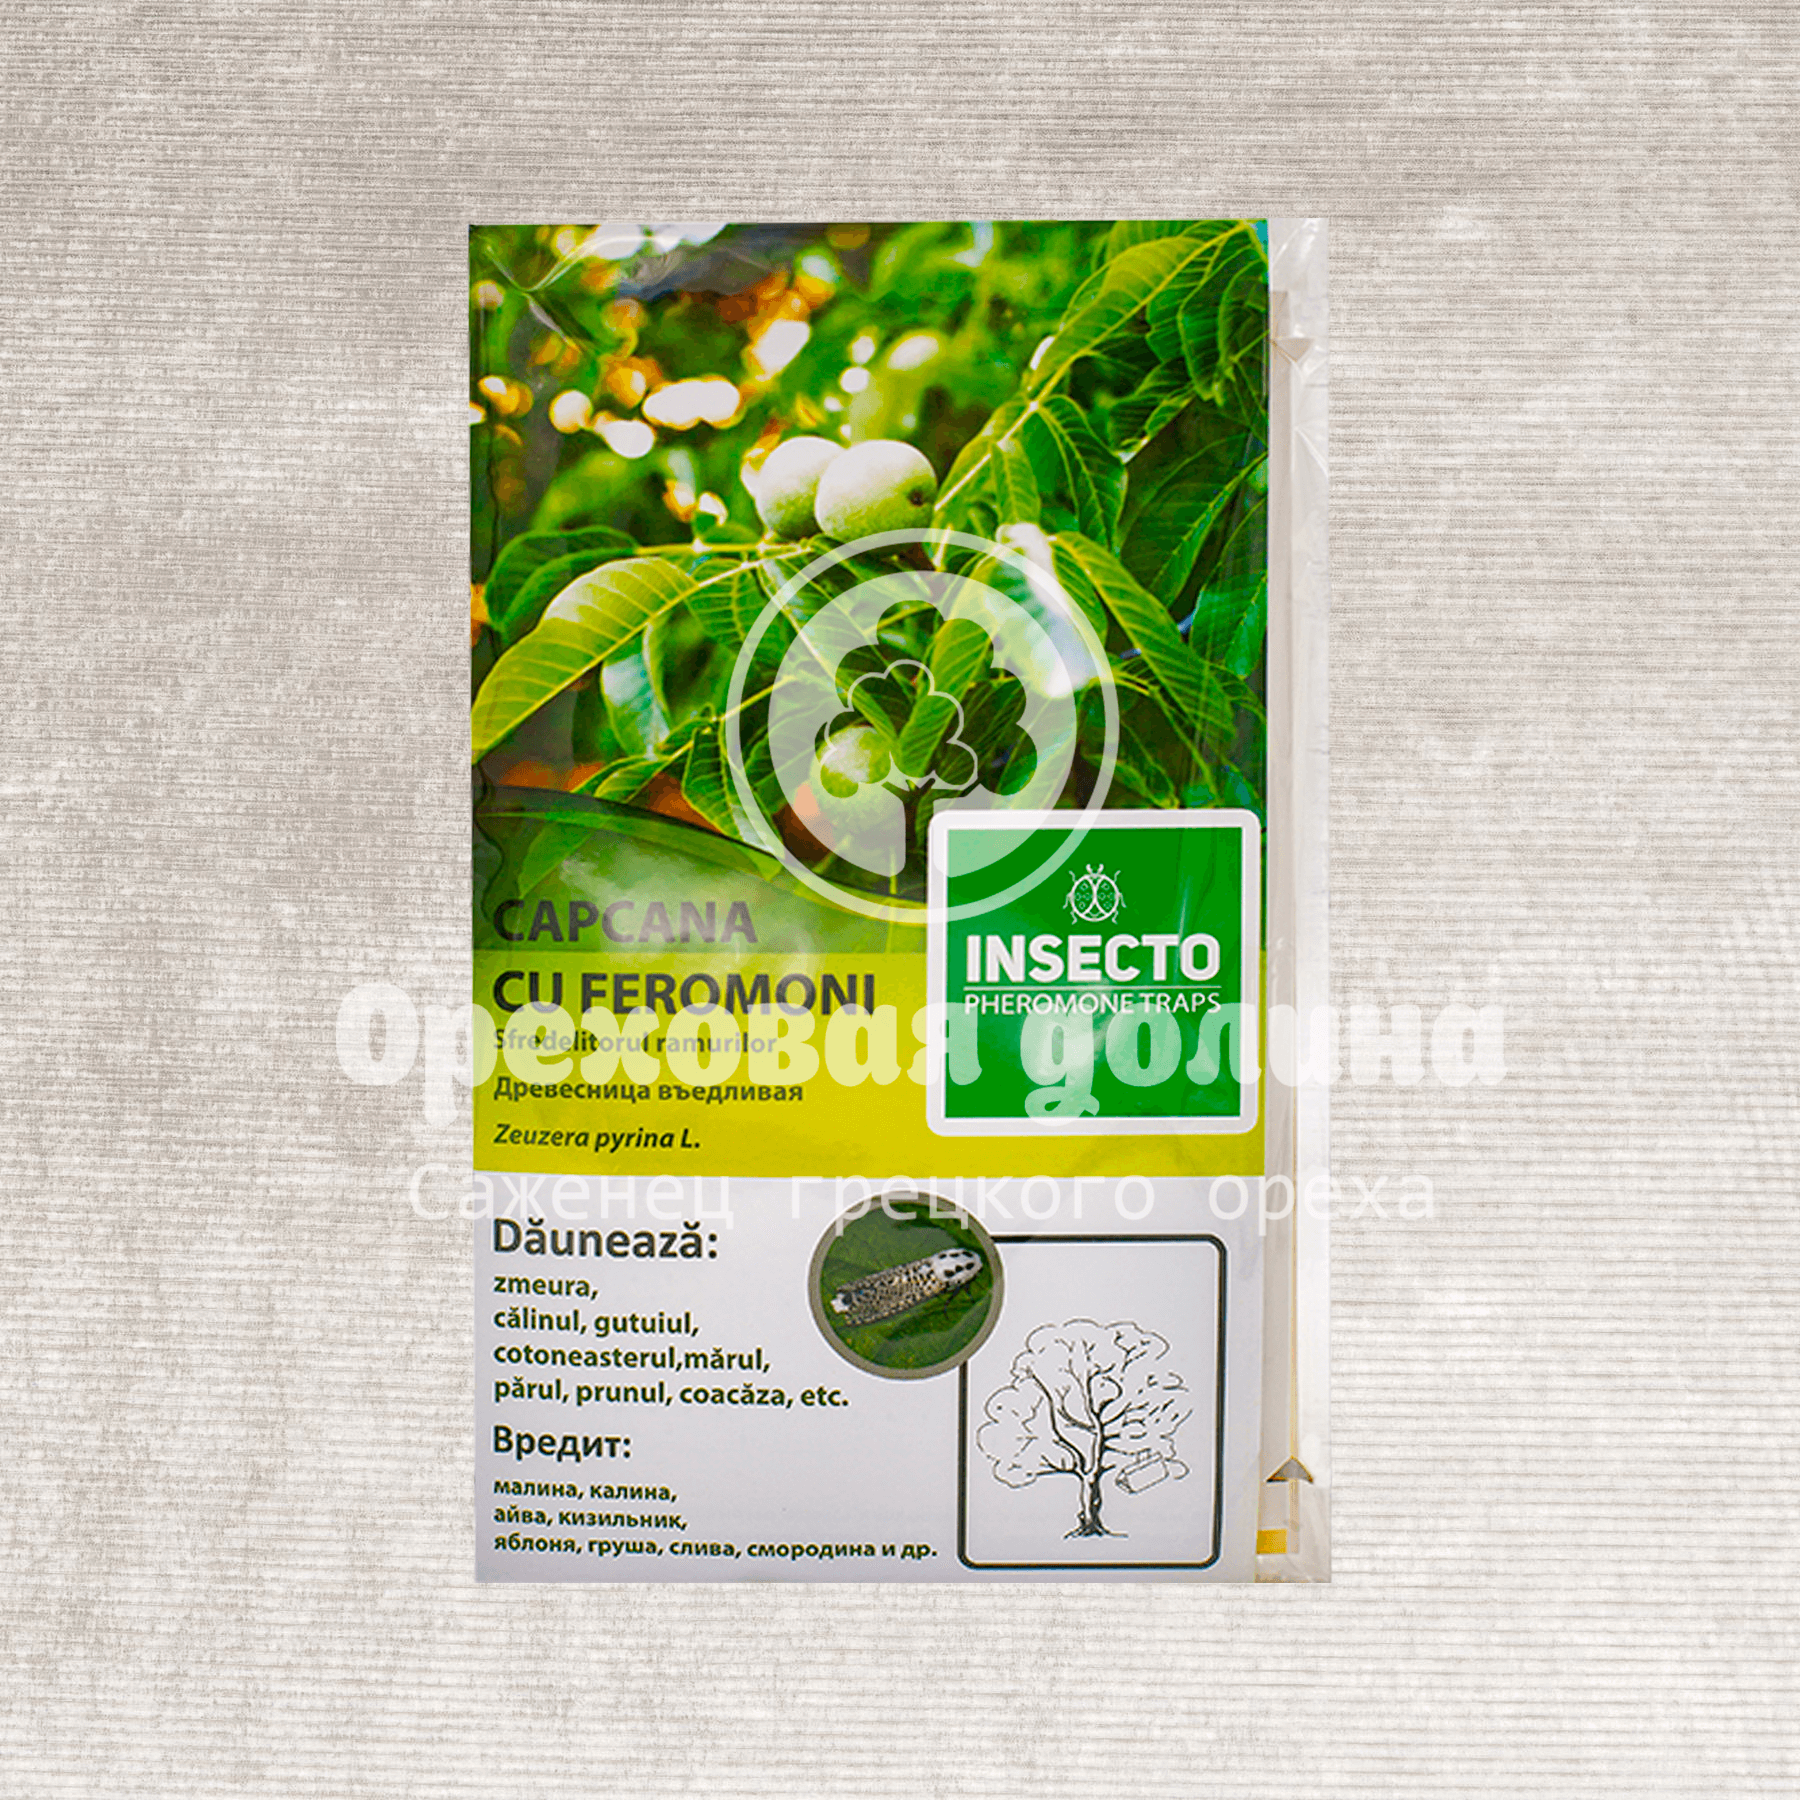 CAPCANA
CU FEROMONI
Sfredelitorul ramurilor
Древесница въедливая
Zeuzera pyrina L.
INSECTO
PHEROMONE TRAPS
Ореховая долина
Саженец грецкого ореха
Dăunează:
zmeura,
călinul, gutuiul,
cotoneasterul,mărul,
părul, prunul, coacăza, etc.
Вредит:
малина, калина,
айва, кизильник,
яблоня, груша, слива, смородина и др.